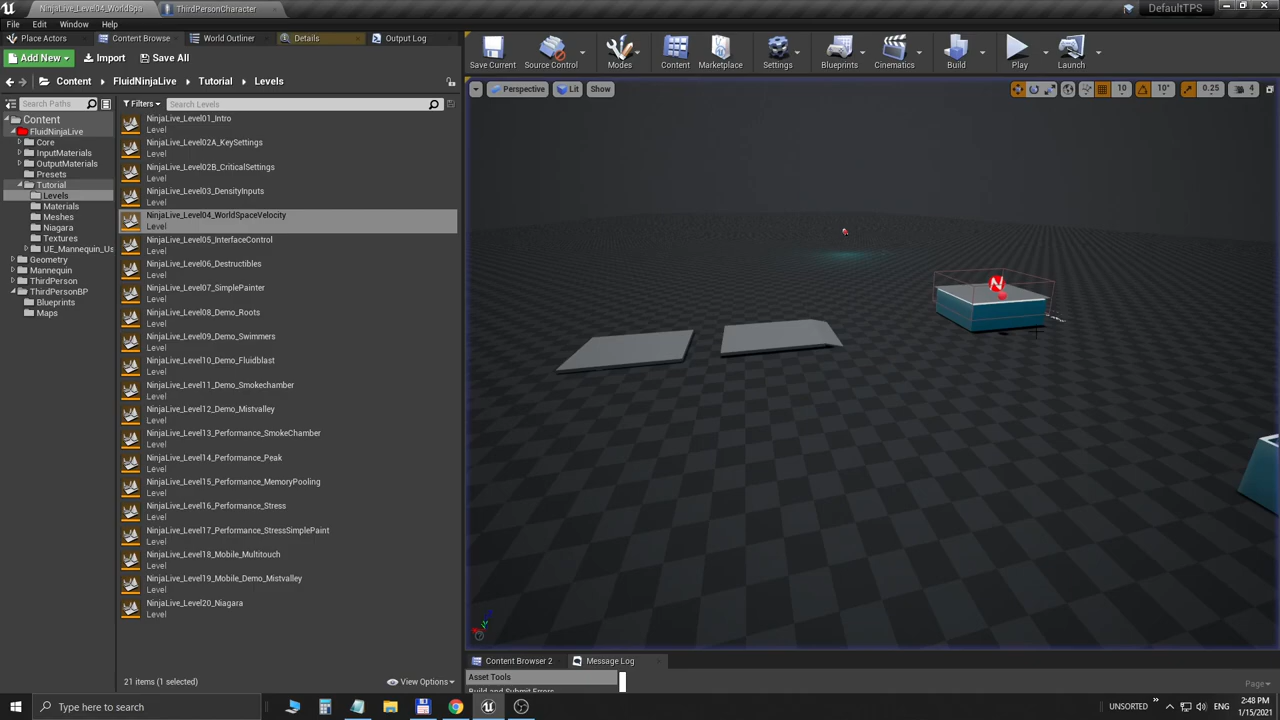 NinjaLive_Level04_WorldSpa
ThirdPersonCharacter
DefaultTPS
File Edit Window Help
Place Actors
Content Browse
World Outliner
Details
Output Log
Add New
Import
Save All
Save Current
Source Control
Modes
Content
Marketplace
Settings
Blueprints
Cinematics
Build
Play
Launch
Content
FluidNinjaLive
Tutorial
Levels
Perspective
Lit
Show
10
10°
0.25
4
Search Paths
Filters
Search Levels
Content
FluidNinjaLive
Core
InputMaterials
OutputMaterials
Presets
Tutorial
Levels
Materials
Meshes
Niagara
Textures
UE_Mannequin_Us
Geometry
Mannequin
ThirdPerson
ThirdPersonBP
Blueprints
Maps
NinjaLive_Level01_Intro
Level
NinjaLive_Level02A_KeySettings
Level
NinjaLive_Level02B_CriticalSettings
Level
NinjaLive_Level03_DensityInputs
Level
NinjaLive_Level04_WorldSpaceVelocity
Level
NinjaLive_Level05_InterfaceControl
Level
NinjaLive_Level06_Destructibles
Level
NinjaLive_Level07_SimplePainter
Level
NinjaLive_Level08_Demo_Roots
Level
NinjaLive_Level09_Demo_Swimmers
Level
NinjaLive_Level10_Demo_Fluidblast
Level
NinjaLive_Level11_Demo_Smokechamber
Level
NinjaLive_Level12_Demo_Mistvalley
Level
NinjaLive_Level13_Performance_SmokeChamber
Level
NinjaLive_Level14_Performance_Peak
Level
NinjaLive_Level15_Performance_MemoryPooling
Level
NinjaLive_Level16_Performance_Stress
Level
NinjaLive_Level17_Performance_StressSimplePaint
Level
NinjaLive_Level18_Mobile_Multitouch
Level
NinjaLive_Level19_Mobile_Demo_Mistvalley
Level
NinjaLive_Level20_Niagara
Level
21 items (1 selected)
View Options
N
Content Browser 2
Message Log
Asset Tools
Build and Submit Errors
Page
Type here to search
UNSORTED
2:48 PM
1/15/2021